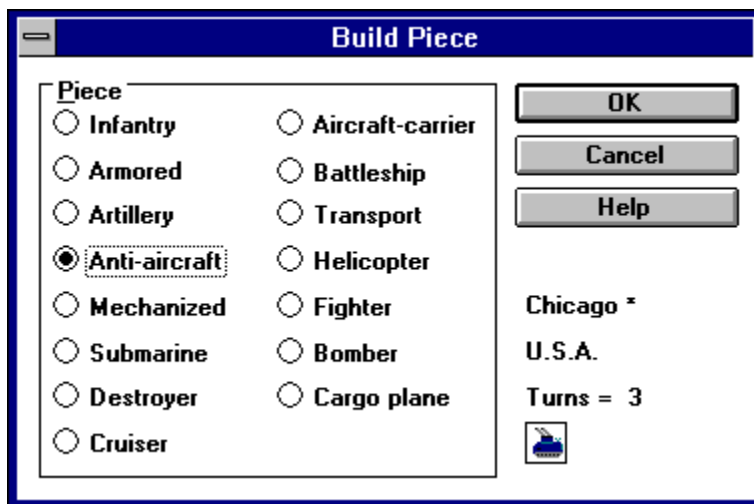 Build Piece
Piece
Infantry
Armored
Artillery
Anti-aircraft
Mechanized
Submarine
Destroyer
Cruiser
Aircraft-carrier
Battleship
Transport
Helicopter
Fighter
Bomber
Cargo plane
OK
Cancel
Help
Chicago *
U.S.A.
Turns = 3